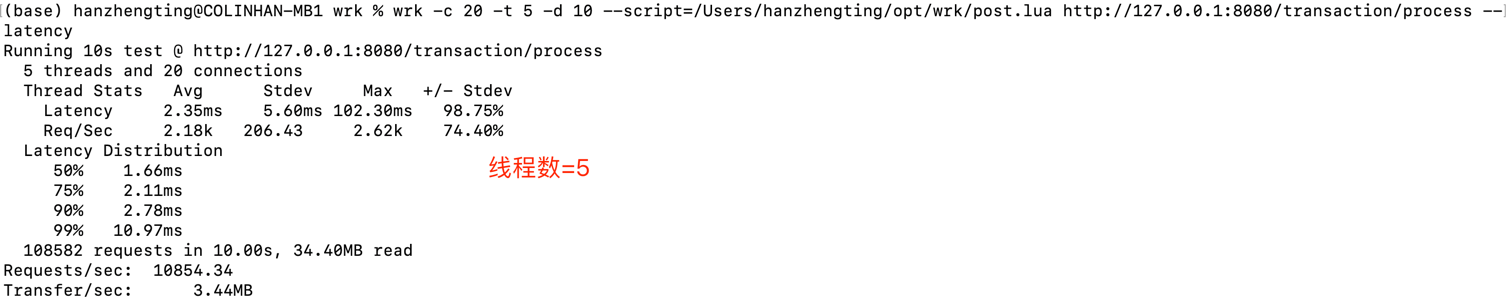 (base) hanzhengting@COLINHAN-MB1 wrk % wrk -c 20 -t 5 -d 10 --script=/Users/hanzhengting/opt/wrk/post.lua http://127.0.0.1:8080/transaction/process --
latency
Running 10s test @ http://127.0.0.1:8080/transaction/process
  5 threads and 20 connections
  Thread Stats   Avg      Stdev     Max   +/- Stdev
    Latency     2.35ms    5.60ms 102.30ms   98.75%
    Req/Sec     2.18k   206.43     2.62k    74.40%
  Latency Distribution
     50%    1.66ms
线程数=5
     75%    2.11ms
     90%    2.78ms
     99%   10.97ms
  108582 requests in 10.00s, 34.40MB read
Requests/sec:  10854.34
Transfer/sec:      3.44MB